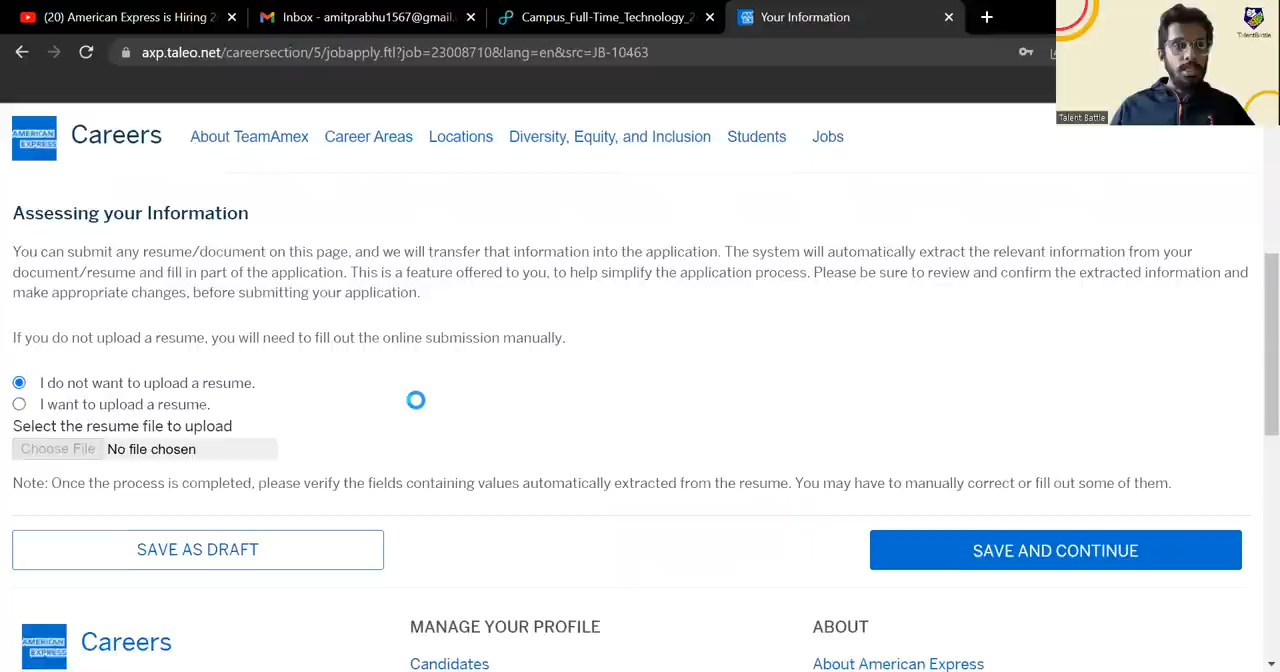 (20) American Express is Hiring 2
Inbox - amitprabhu1567@gmail.
Campus_Full-Time_Technology_2
Your Information
axp.taleo.net/careersection/5/jobapply.ftl?job=23008710&lang=en&src=JB-10463
TalentBattle
Talent Battle
AMERICAN
EXPRESS
Careers
About TeamAmex
Career Areas
Locations
Diversity, Equity, and Inclusion
Students
Jobs
Assessing your Information
You can submit any resume/document on this page, and we will transfer that information into the application. The system will automatically extract the relevant information from your
document/resume and fill in part of the application. This is a feature offered to you, to help simplify the application process. Please be sure to review and confirm the extracted information and
make appropriate changes, before submitting your application.
If you do not upload a resume, you will need to fill out the online submission manually.
I do not want to upload a resume.
I want to upload a resume.
Select the resume file to upload
Choose File No file chosen
Note: Once the process is completed, please verify the fields containing values automatically extracted from the resume. You may have to manually correct or fill out some of them.
SAVE AS DRAFT
SAVE AND CONTINUE
AMERICAN
EXPRESS
Careers
MANAGE YOUR PROFILE
ABOUT
Candidates
About American Express